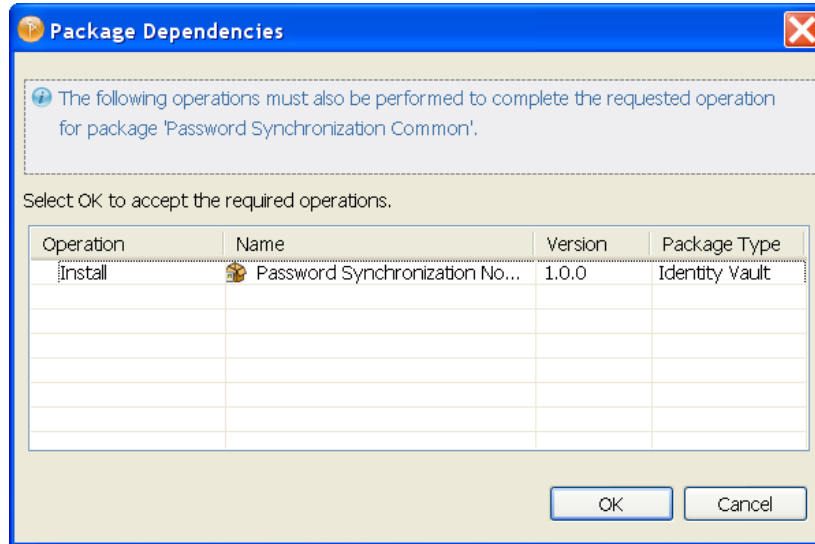 Package Dependencies
The following operations must also be performed to complete the requested operation
for package 'Password Synchronization Common'.
Select OK to accept the required operations.
Operation Name Version Package Type
Install Password Synchronization No... 1.0.0 Identity Vault
OK Cancel